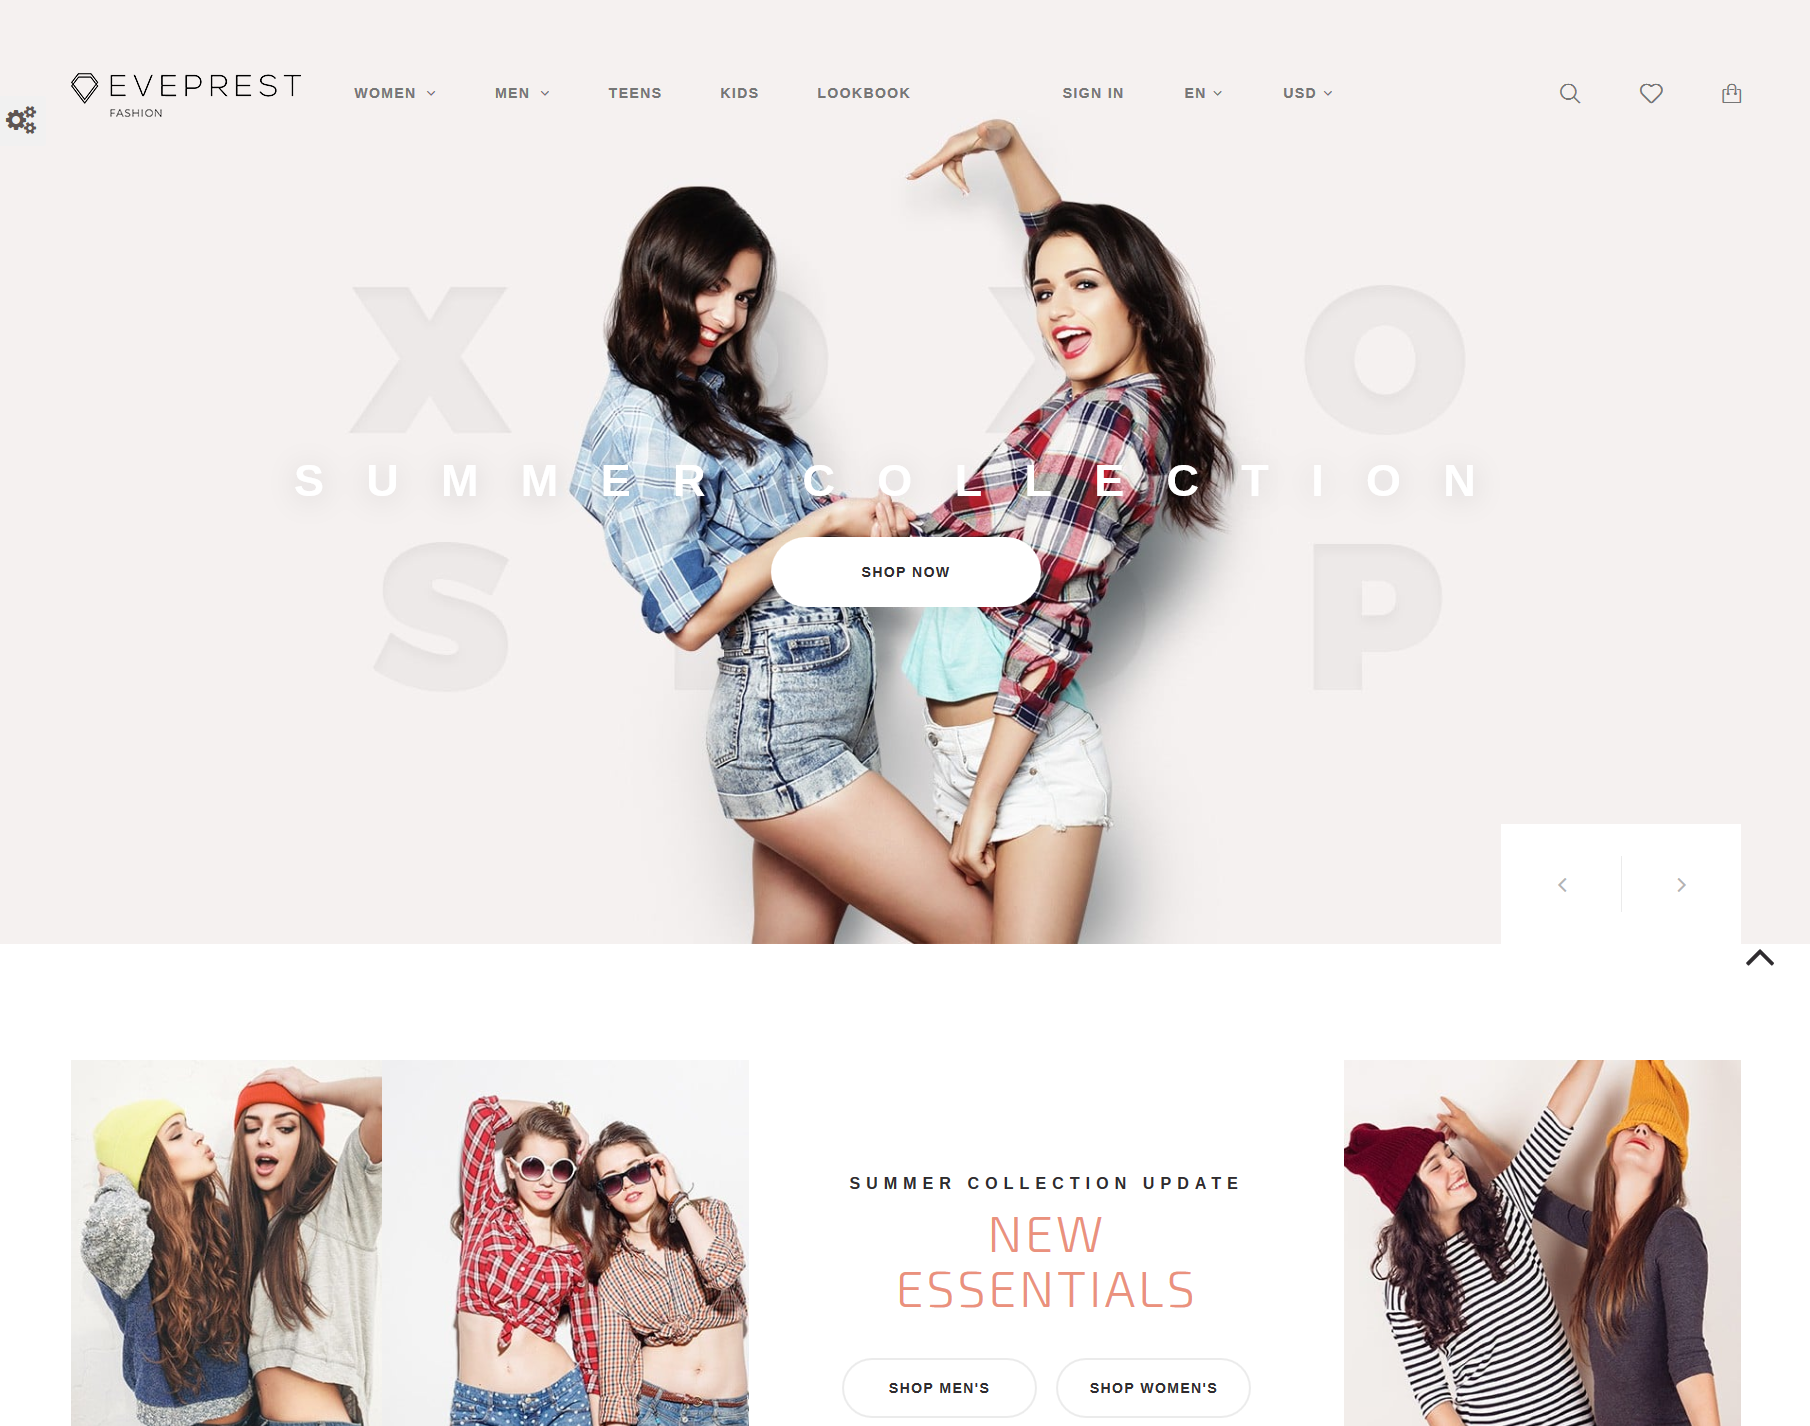 EVEPREST
FASHION
WOMEN MEN TEENS KIDS LOOKBOOK SIGN IN EN USD
XOXO
SUMMER COLLECTION
SHOP NOW
SHOP
SUMMER COLLECTION UPDATE
NEW
ESSENTIALS
SHOP MEN'S SHOP WOMEN'S